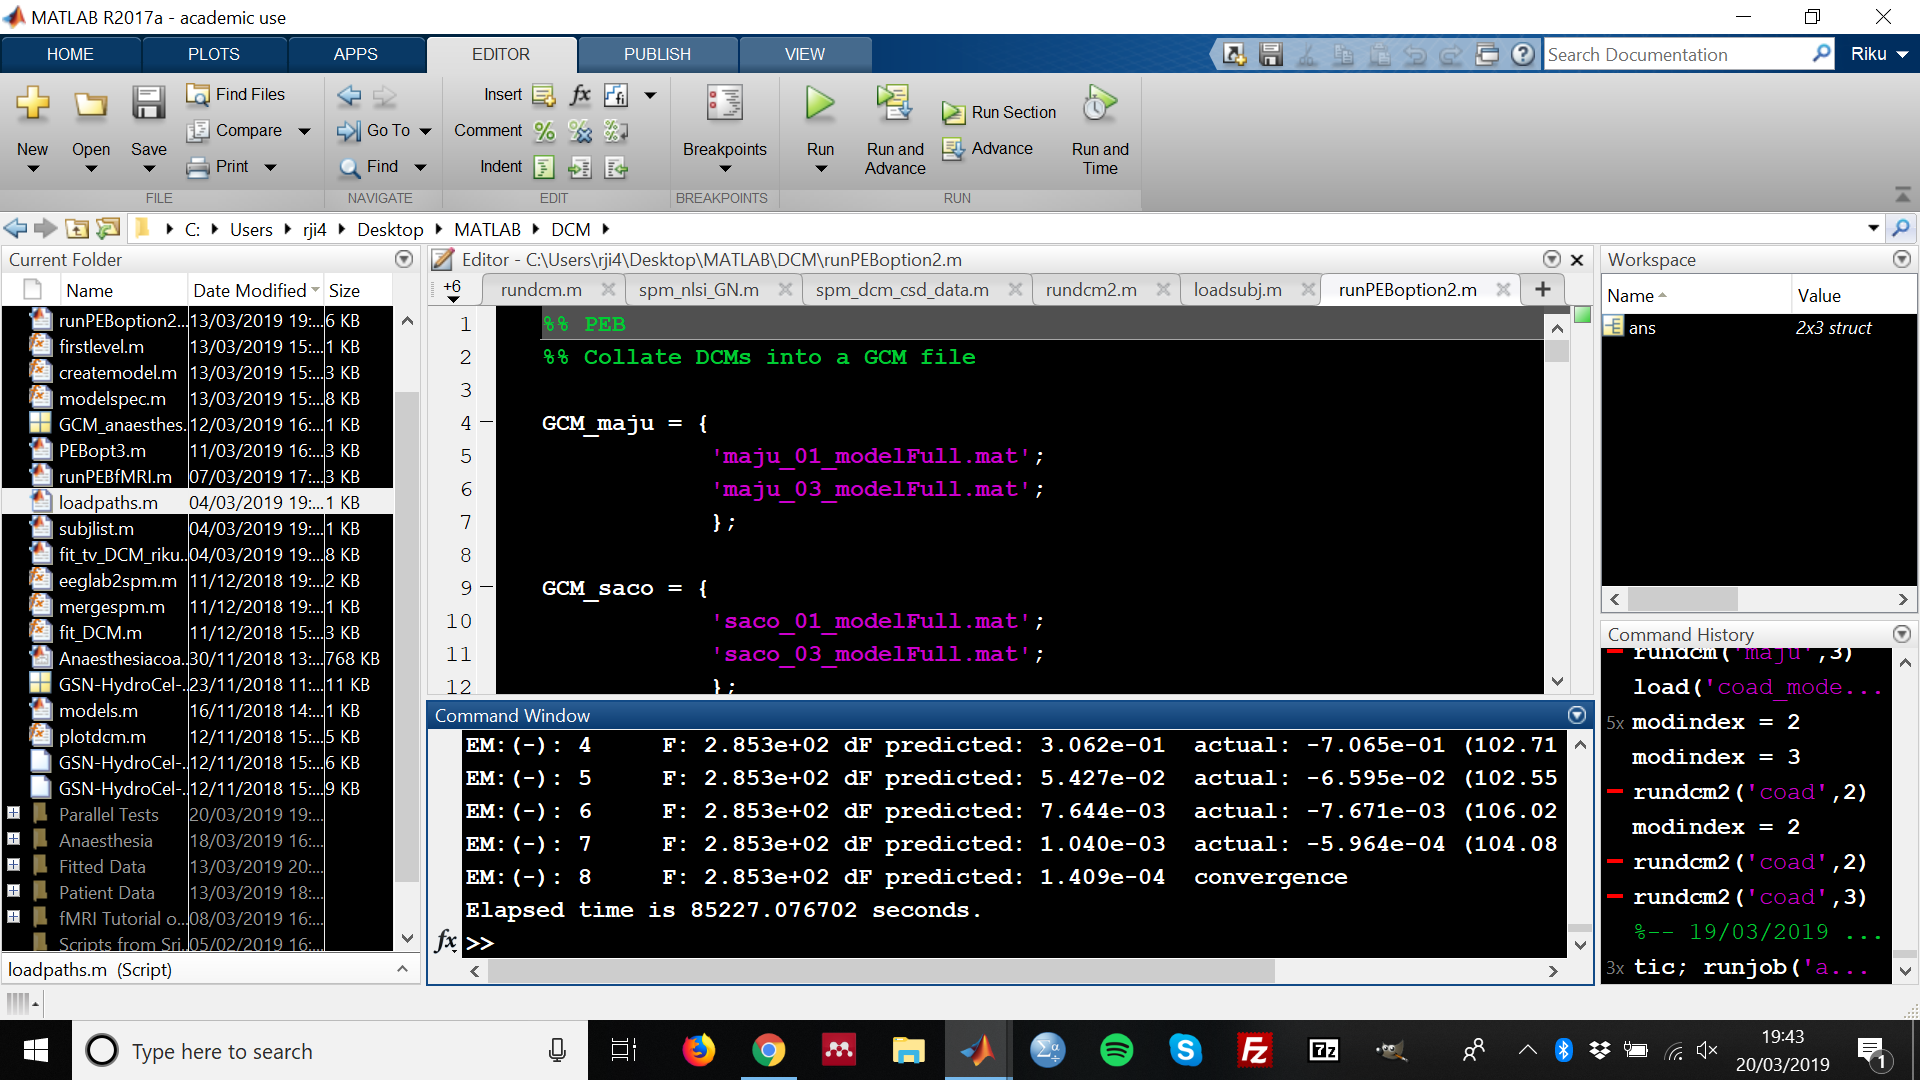 MATLAB R2017a - academic use
HOME PLOTS APPS EDITOR PUBLISH VIEW
Search Documentation
Riku
New
Open
Save
Find Files
Compare
Print
FILE
Go To
Find
NAVIGATE
Insert
Comment
Indent
fx
EDIT
Breakpoints
BREAKPOINTS
Run
Run and Advance
Run Section
Advance
Run and Time
RUN
C: Users rji4 Desktop MATLAB DCM
Current Folder
Name Date Modified Size
runPEBoption2... 13/03/2019 19:... 6 KB
firstlevel.m 13/03/2019 15:... 1 KB
createmodel.m 13/03/2019 15:... 3 KB
modelspec.m 13/03/2019 15:... 8 KB
GCM_anaesthes... 12/03/2019 16:... 1 KB
PEBopt3.m 11/03/2019 16:... 3 KB
runPEBfMRI.m 07/03/2019 17:... 3 KB
loadpaths.m 04/03/2019 19:... 1 KB
subjlist.m 04/03/2019 19:... 1 KB
fit_tv_DCM_riku... 04/03/2019 19:... 8 KB
eeglab2spm.m 11/12/2018 19:... 2 KB
mergespm.m 11/12/2018 19:... 1 KB
fit_DCM.m 11/12/2018 15:... 3 KB
Anaesthesiacoa... 30/11/2018 13:... 768 KB
GSN-HydroCel-... 23/11/2018 11:... 11 KB
models.m 16/11/2018 14:... 1 KB
plotdcm.m 12/11/2018 15:... 5 KB
GSN-HydroCel-... 12/11/2018 15:... 6 KB
GSN-HydroCel-... 12/11/2018 15:... 9 KB
Parallel Tests 20/03/2019 19:...
Anaesthesia 18/03/2019 16:...
Fitted Data 13/03/2019 20:...
Patient Data 13/03/2019 18:...
fMRI Tutorial o... 08/03/2019 16:...
Scripts from Sri... 05/02/2019 16:...
loadpaths.m (Script)
Editor - C:\Users\rji4\Desktop\MATLAB\DCM\runPEBoption2.m
+6 rundcm.m spm_nlsi_GN.m spm_dcm_csd_data.m rundcm2.m loadsubj.m runPEBoption2.m +
1 %% PEB
2 %% Collate DCMs into a GCM file
3
4 GCM_maju = {
5 'maju_01_modelFull.mat';
6 'maju_03_modelFull.mat';
7 };
8
9 GCM_saco = {
10 'saco_01_modelFull.mat';
11 'saco_03_modelFull.mat';
12 };
Command Window
EM:(-): 4 F: 2.853e+02 dF predicted: 3.062e-01 actual: -7.065e-01 (102.71
EM:(-): 5 F: 2.853e+02 dF predicted: 5.427e-02 actual: -6.595e-02 (102.55
EM:(-): 6 F: 2.853e+02 dF predicted: 7.644e-03 actual: -7.671e-03 (106.02
EM:(-): 7 F: 2.853e+02 dF predicted: 1.040e-03 actual: -5.964e-04 (104.08
EM:(-): 8 F: 2.853e+02 dF predicted: 1.409e-04 convergence
Elapsed time is 85227.076702 seconds.
fx >>
Workspace
Name Value
ans 2x3 struct
Command History
rundcm('maju',3)
load('coad_mode...
5x modindex = 2
modindex = 3
rundcm2('coad',2)
modindex = 2
rundcm2('coad',2)
rundcm2('coad',3)
%-- 19/03/2019 ...
3x tic; runjob('a...
Type here to search
19:43
20/03/2019
1